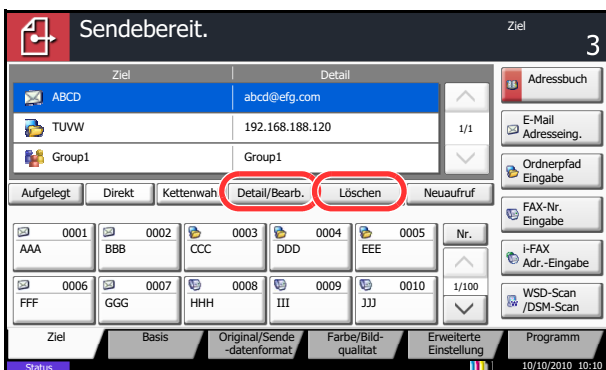 Sendebereit.
Ziel
3
Ziel Detail
ABCD abcd@efg.com
TUVW 192.168.188.120
1/1
Group1 Group1
Adressbuch
E-Mail
Adresseing.
Ordnerpfad
Eingabe
FAX-Nr.
Eingabe
i-FAX
Adr.-Eingabe
WSD-Scan
/DSM-Scan
Aufgelegt Direkt Kettenwah Detail/Bearb. Löschen Neuaufruf
0001 0002 0003 0004 0005 Nr.
AAA BBB CCC DDD EEE
0006 0007 0008 0009 0010 1/100
FFF GGG HHH III JJJ
Ziel Basis Original/Sende
-datenformat Farbe/Bild-
qualitat Erweiterte
Einstellung Programm
Status 10/10/2010 10:10